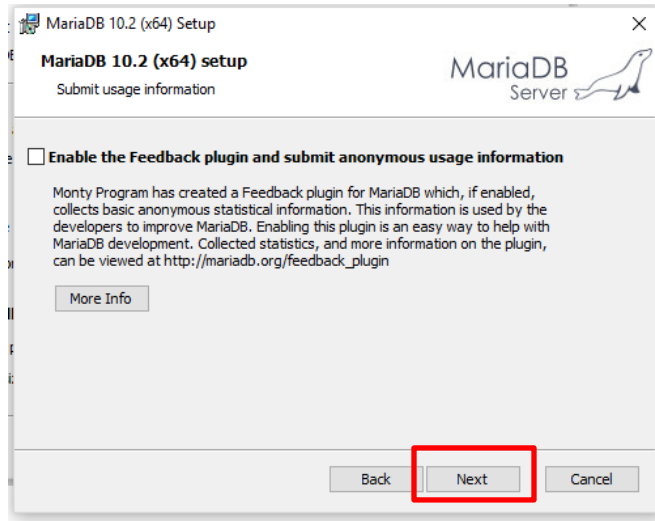 MariaDB 10.2 (x64) Setup
MariaDB 10.2 (x64) setup
Submit usage information
MariaDB
Server
Enable the Feedback plugin and submit anonymous usage information
Monty Program has created a Feedback plugin for MariaDB which, if enabled,
collects basic anonymous statistical information. This information is used by the
developers to improve MariaDB. Enabling this plugin is an easy way to help with
MariaDB development. Collected statistics, and more information on the plugin,
can be viewed at http://mariadb.org/feedback_plugin
More Info
Back Next Cancel